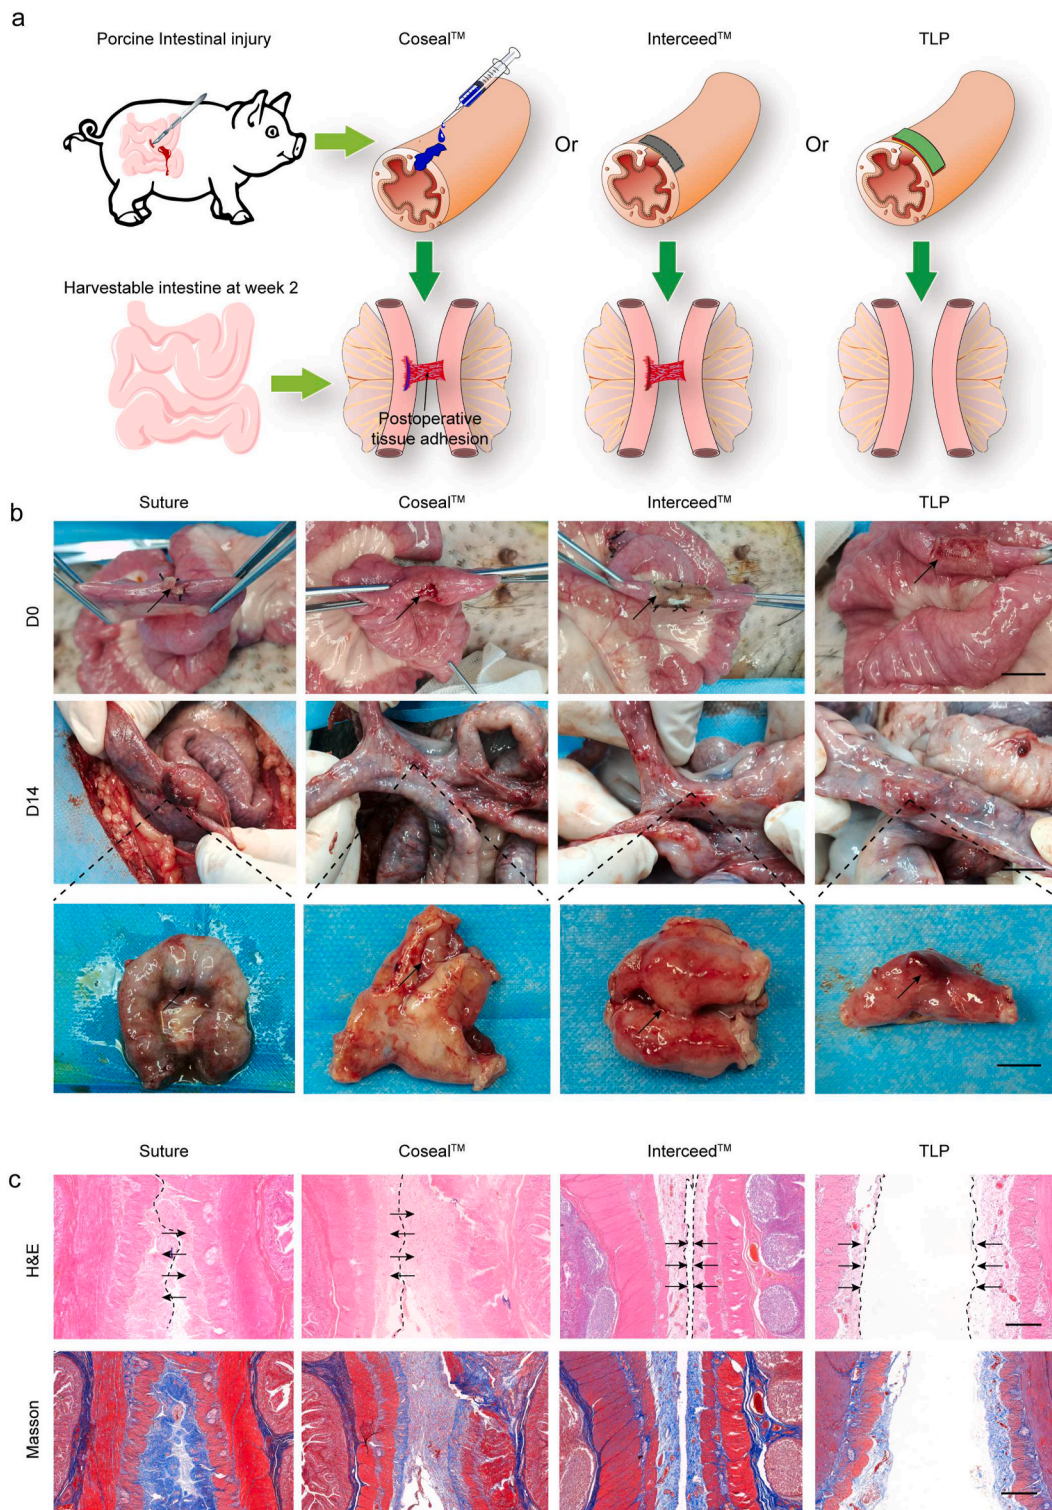 a
Porcine Intestinal injury
Coseal™
Interceed™
TLP
Or
Or
Harvestable intestine at week 2
Postoperative
tissue adhesion
b
Suture
Coseal™
Interceed™
TLP
D0
D14
c
Suture
Coseal™
Interceed™
TLP
H&E
Masson